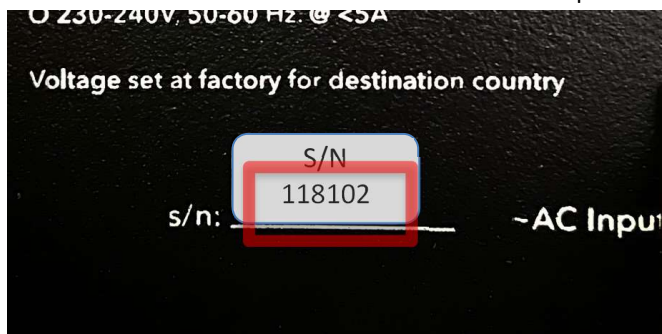 O 230-240V, 50-60 Hz. @ <5A
Voltage set at factory for destination country
S/N
118102
s/n:
~AC Input